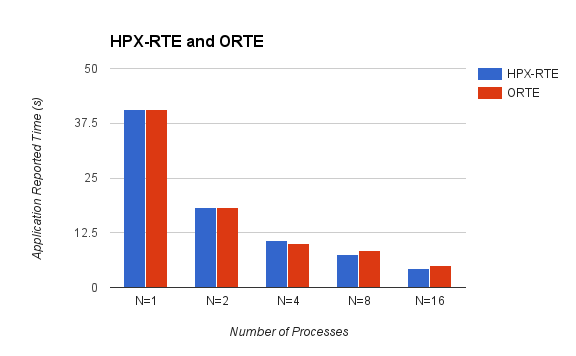 HPX-RTE and ORTE
HPX-RTE
ORTE
50
37.5
25
12.5
0
Application Reported Time (s)
N=1 N=2 N=4 N=8 N=16
Number of Processes